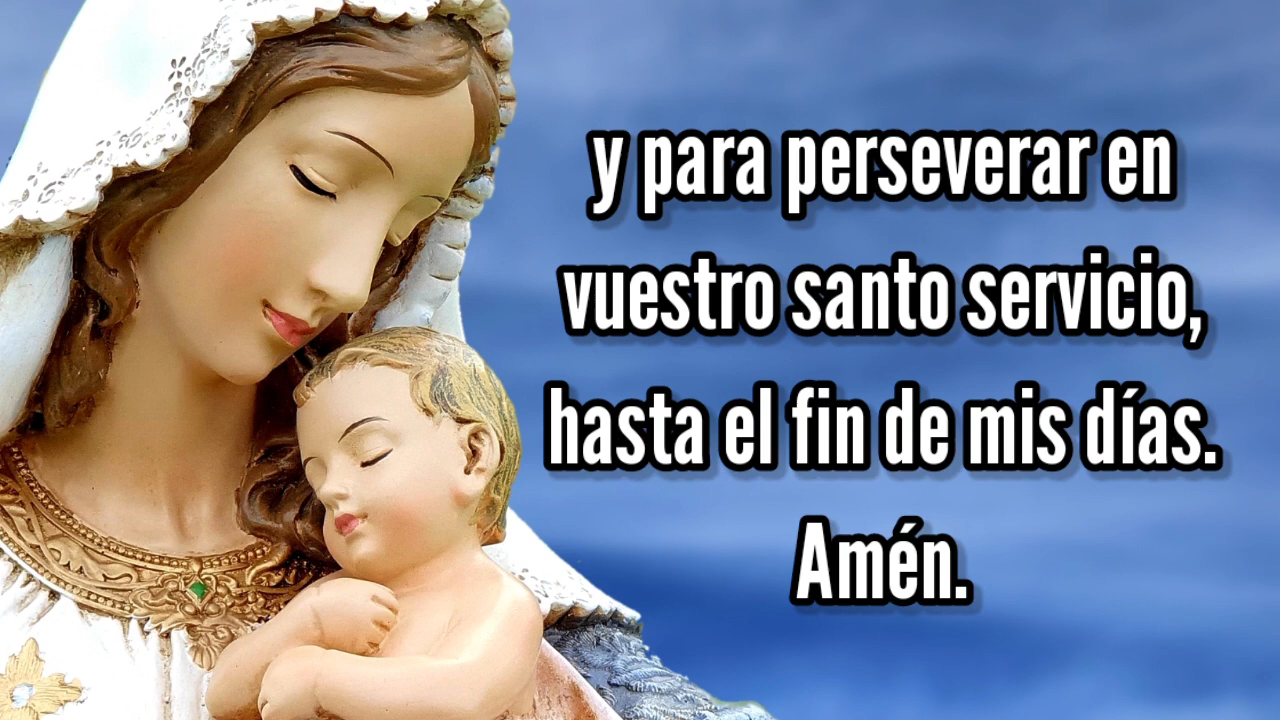 y para perseverar en
vuestro santo servicio,
hasta el fin de mis días.
Amén.